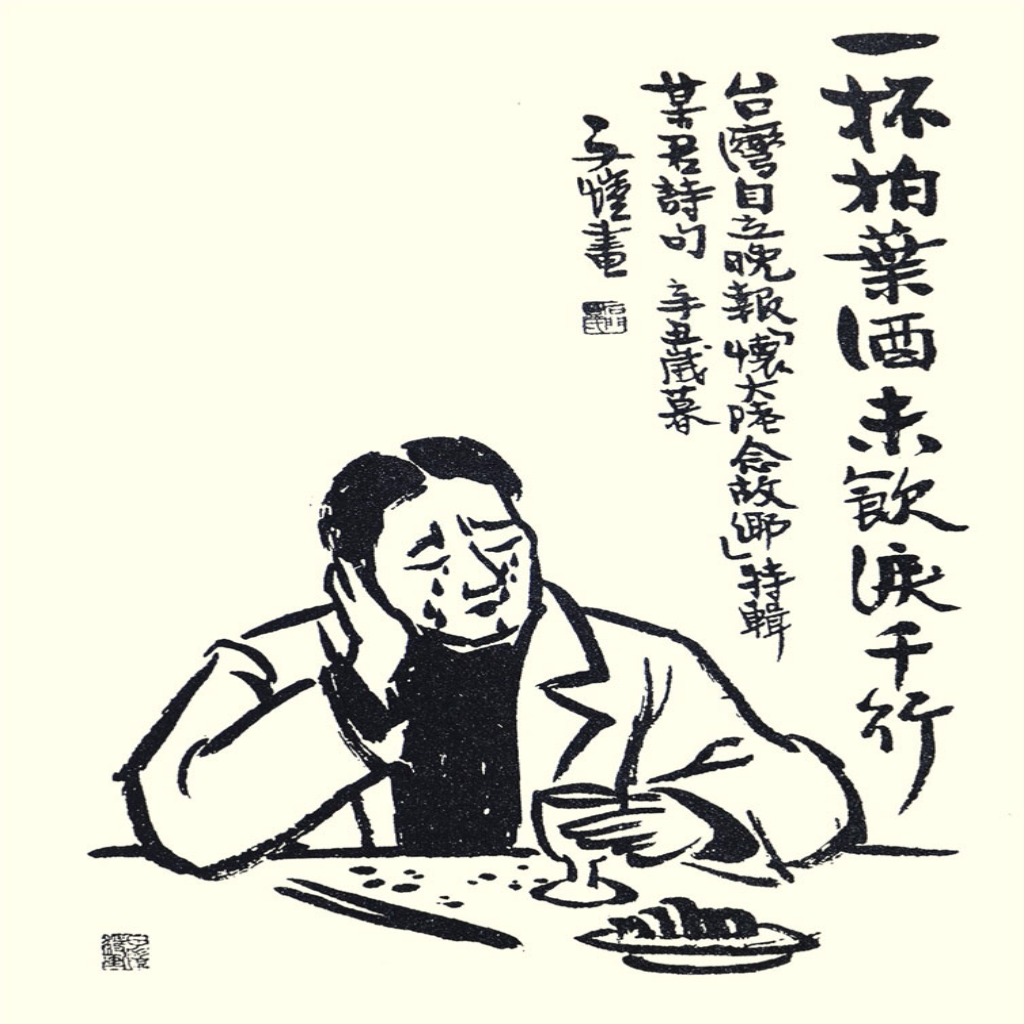 一杯柏葉酒未飲淚千行
台灣自立晚報「懷大陸念故鄉」特輯
某君詩句 辛丑歲暮
子愷畫